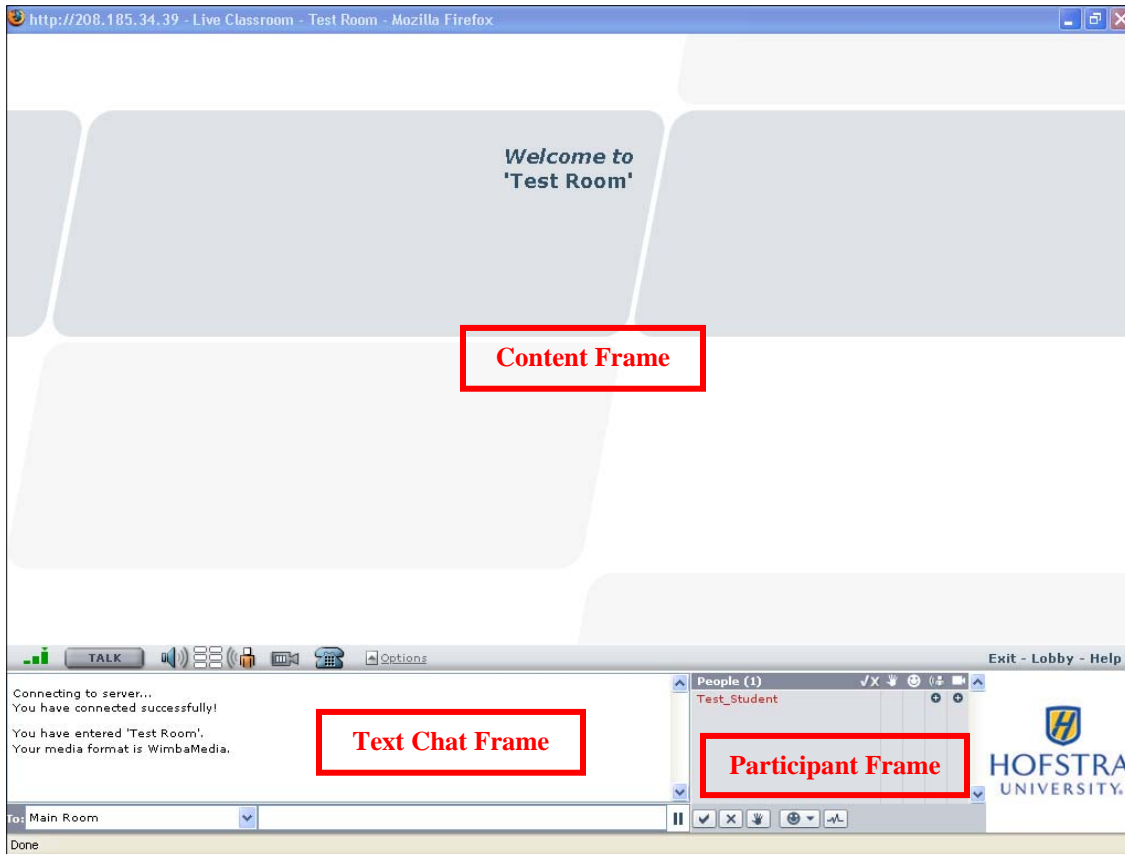 http://208.185.34.39 - Live Classroom - Test Room - Mozilla Firefox
Welcome to
'Test Room'
Content Frame
TALK
Options
Exit - Lobby - Help
Connecting to server...
You have connected successfully!
You have entered 'Test Room'.
Your media format is WimbaMedia.
Text Chat Frame
People (1)
Test_Student
Participant Frame
HOFSTRA
UNIVERSITY.
To: Main Room
Done